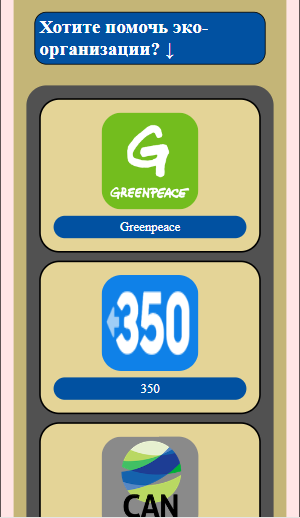 Хотите помочь эко-
организации? ↓
G
GREENPEACE
Greenpeace
350
350
CAN